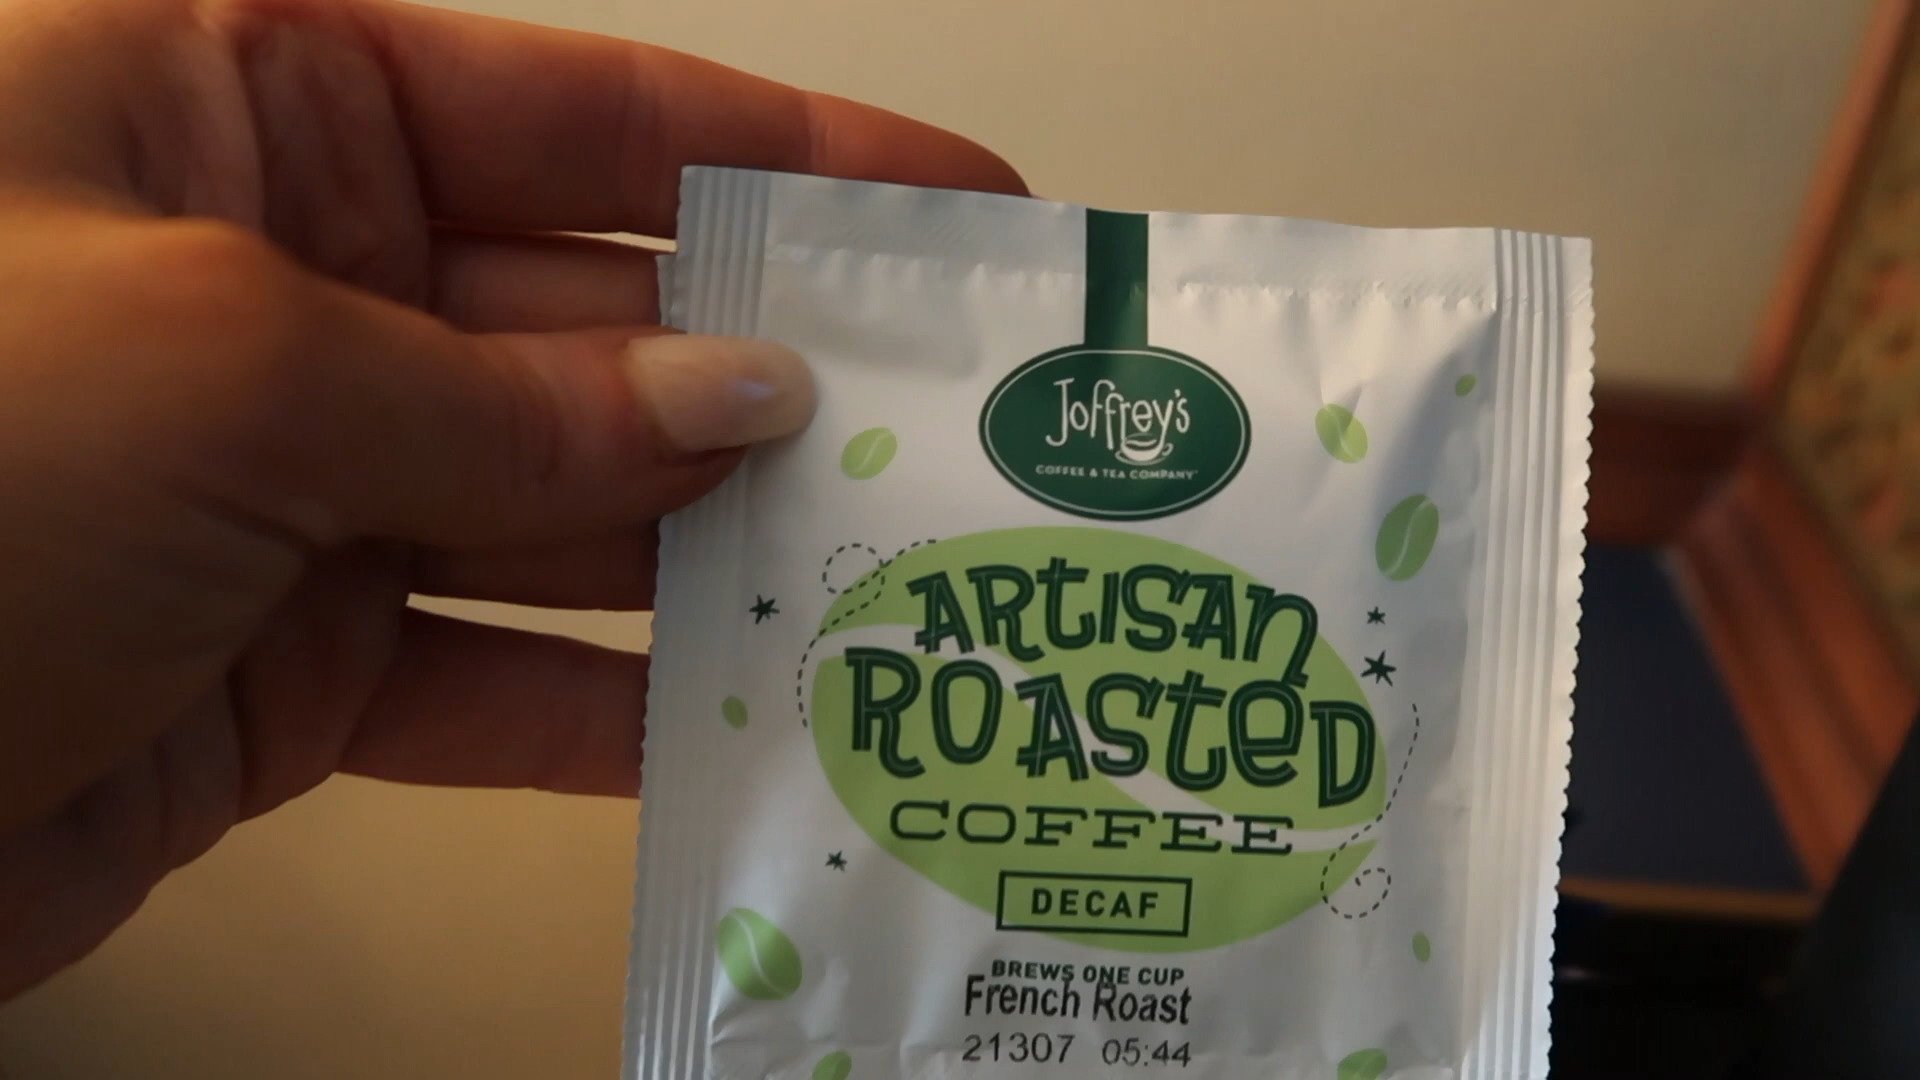 Joffrey's
COFFEE & TEA COMPANY
ARTISAN
ROASTED
COFFEE
DECAF
BREWS ONE CUP
French Roast
21307 05:44